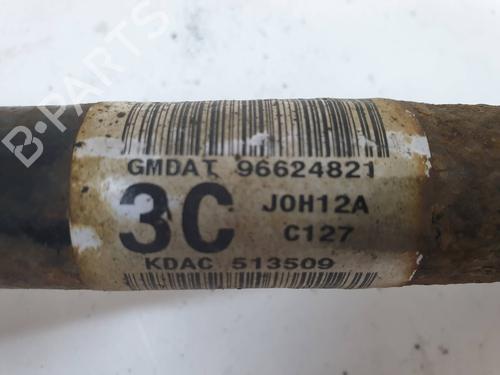 B-PARTS
GMDAT 96624821
3C J0H12A
C127
KDAC 513509